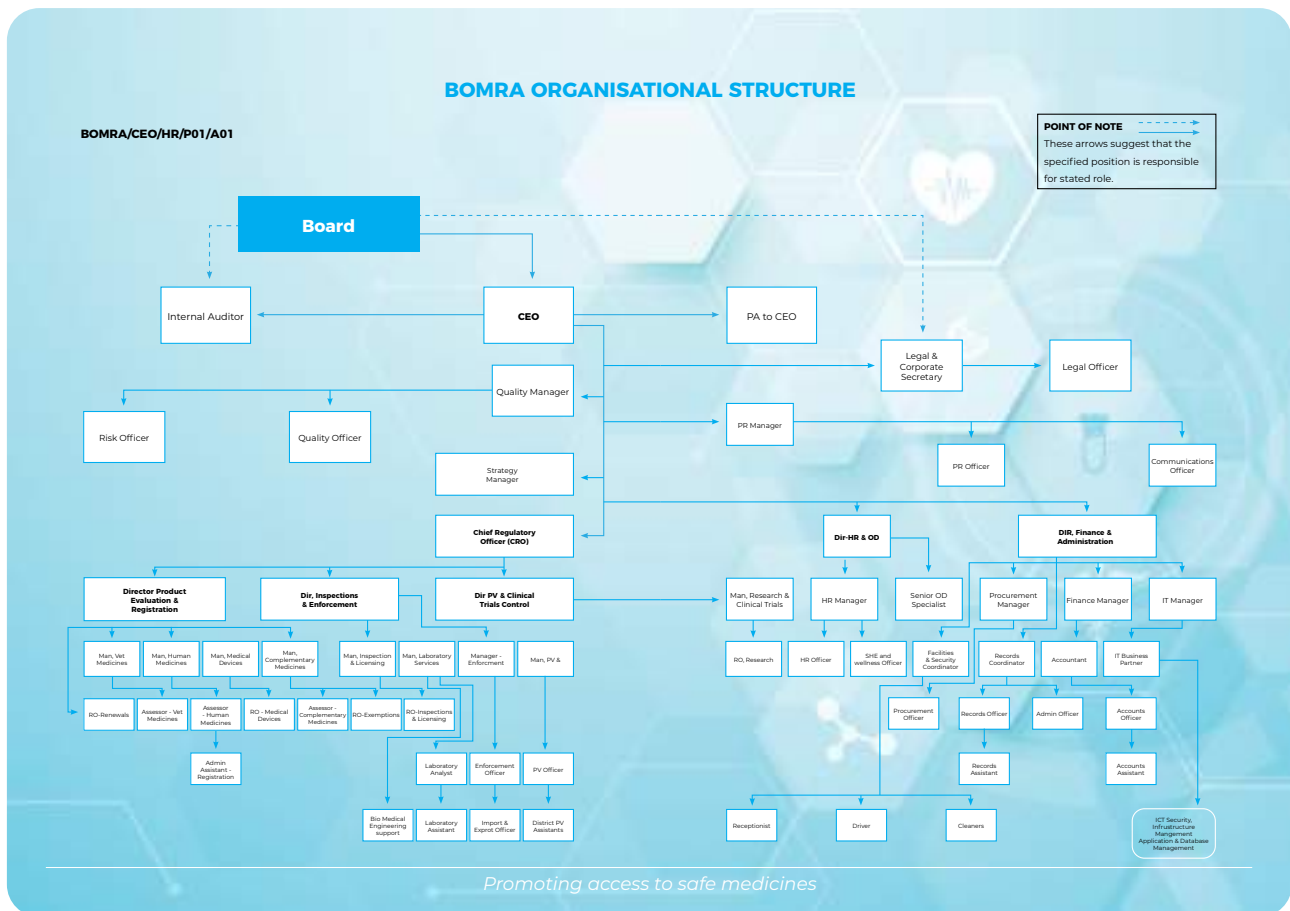 BOMRA ORGANISATIONAL STRUCTURE
BOMRA/CEO/HR/P01/A01
POINT OF NOTE
These arrows suggest that the
specified position is responsible
for stated role.
Board
Internal Auditor
CEO
PA to CEO
Legal &
Corporate
Secretary
Legal Officer
Quality Manager
Risk Officer
Quality Officer
PR Manager
PR Officer
Communications
Officer
Strategy
Manager
Chief Regulatory
Officer (CRO)
Dir-HR & OD
DIR, Finance &
Administration
Director Product
Evaluation &
Registration
Dir, Inspections
& Enforcement
Dir PV & Clinical
Trials Control
Man, Research &
Clinical Trials
HR Manager
Senior OD
Specialist
Procurement
Manager
Finance Manager
IT Manager
Man, Vet
Medicines
Man, Human
Medicines
Man, Medical
Devices
Man,
Complementary
Medicines
Man, Inspection
& Licensing
Man, Laboratory
Services
Manager -
Enforcment
Man, PV &
RO, Research
HR Officer
SHE and
wellness Officer
Facilities
& Security
Coordinator
Records
Coordinator
Accountant
IT Business
Partner
RO-Renewals
Assessor - Vet
Medicines
Assessor
- Human
Medicines
RO - Medical
Devices
Assessor -
Complementary
Medicines
RO-Exemptions
RO-Inspections
& Licensing
Procurement
Officer
Records Officer
Admin Officer
Accounts
Officer
Admin
Assistant -
Registration
Laboratory
Analyst
Enforcement
Officer
PV Officer
Records
Assistant
Accounts
Assistant
Bio Medical
Engineering
support
Laboratory
Assistant
Import &
Exprot Officer
District PV
Assistants
Receptionist
Driver
Cleaners
ICT Security,
Infrustructure
Mangement
Application & Database
Management
Promoting access to safe medicines